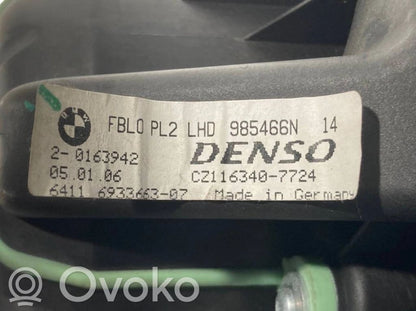 FBLO PL2 LHD 985466N 14
2-0163942 DENSO
05.01.06 CZ116340-7724
6411 6933663-07 Made in Germany
Ovoko